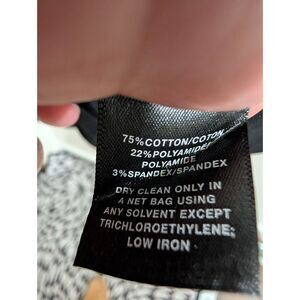 75%COTTON/COTON
22%POLYAMIDE/
POLYAMIDE
3%SPANDEX/SPANDEX
DRY CLEAN ONLY IN
A NET BAG USING
ANY SOLVENT EXCEPT
TRICHLOROETHYLENE;
LOW IRON